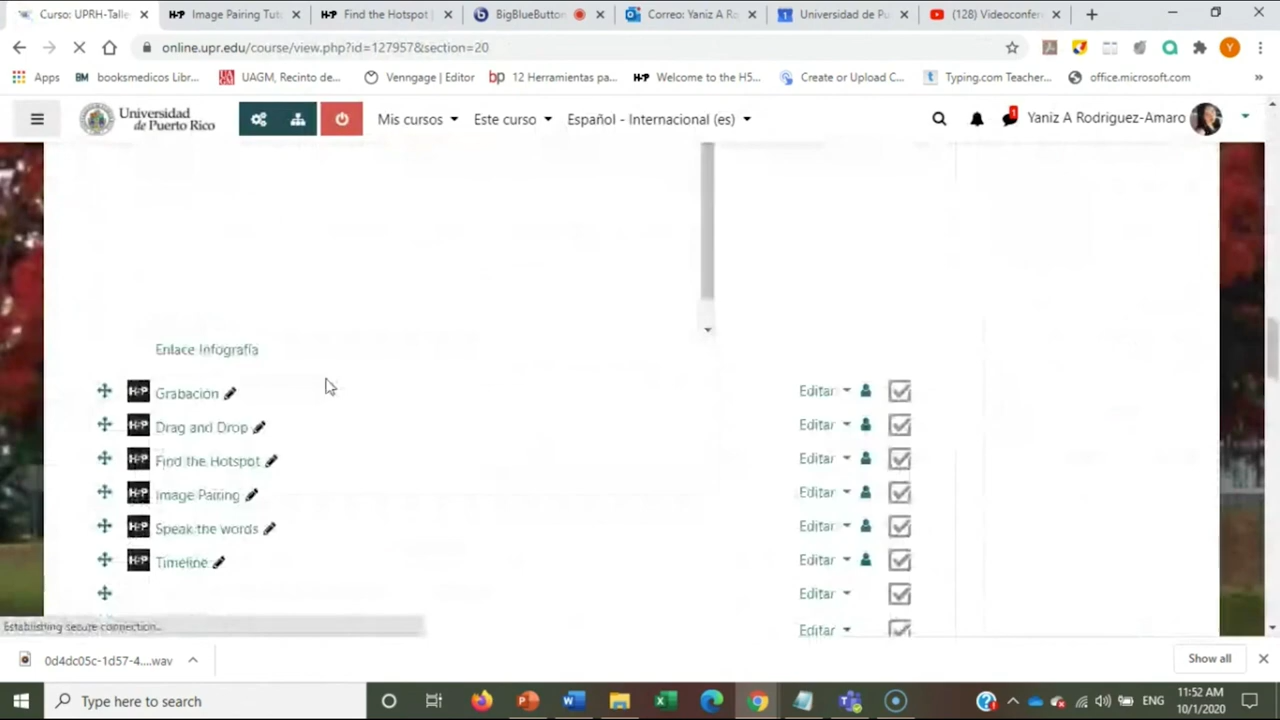 Curso: UPRH-Talle
H-P Image Pairing Tut
H-P Find the Hotspot |
BigBlueButton
Correo: Yaniz A Ro
Universidad de Pu
(128) Videoconfer
online.upr.edu/course/view.php?id=127957&section=20
Y
Apps
BM booksmedicos Libr...
UAGM, Recinto de...
Venngage | Editor
bp 12 Herramientas pa...
H-P Welcome to the H5...
Create or Upload C...
Typing.com Teacher...
office.microsoft.com
»
Universidad
de Puerto Rico
Mis cursos
Este curso
Español - Internacional (es)
Yaniz A Rodriguez-Amaro
Enlace Infografía
H-P Grabación
Editar
H-P Drag and Drop
Editar
H-P Find the Hotspot
Editar
H-P Image Pairing
Editar
H-P Speak the words
Editar
H-P Timeline
Editar
Editar
Editar
Establishing secure connection...
0d4dc05c-1d57-4....wav
Show all
Type here to search
ENG
11:52 AM
10/1/2020